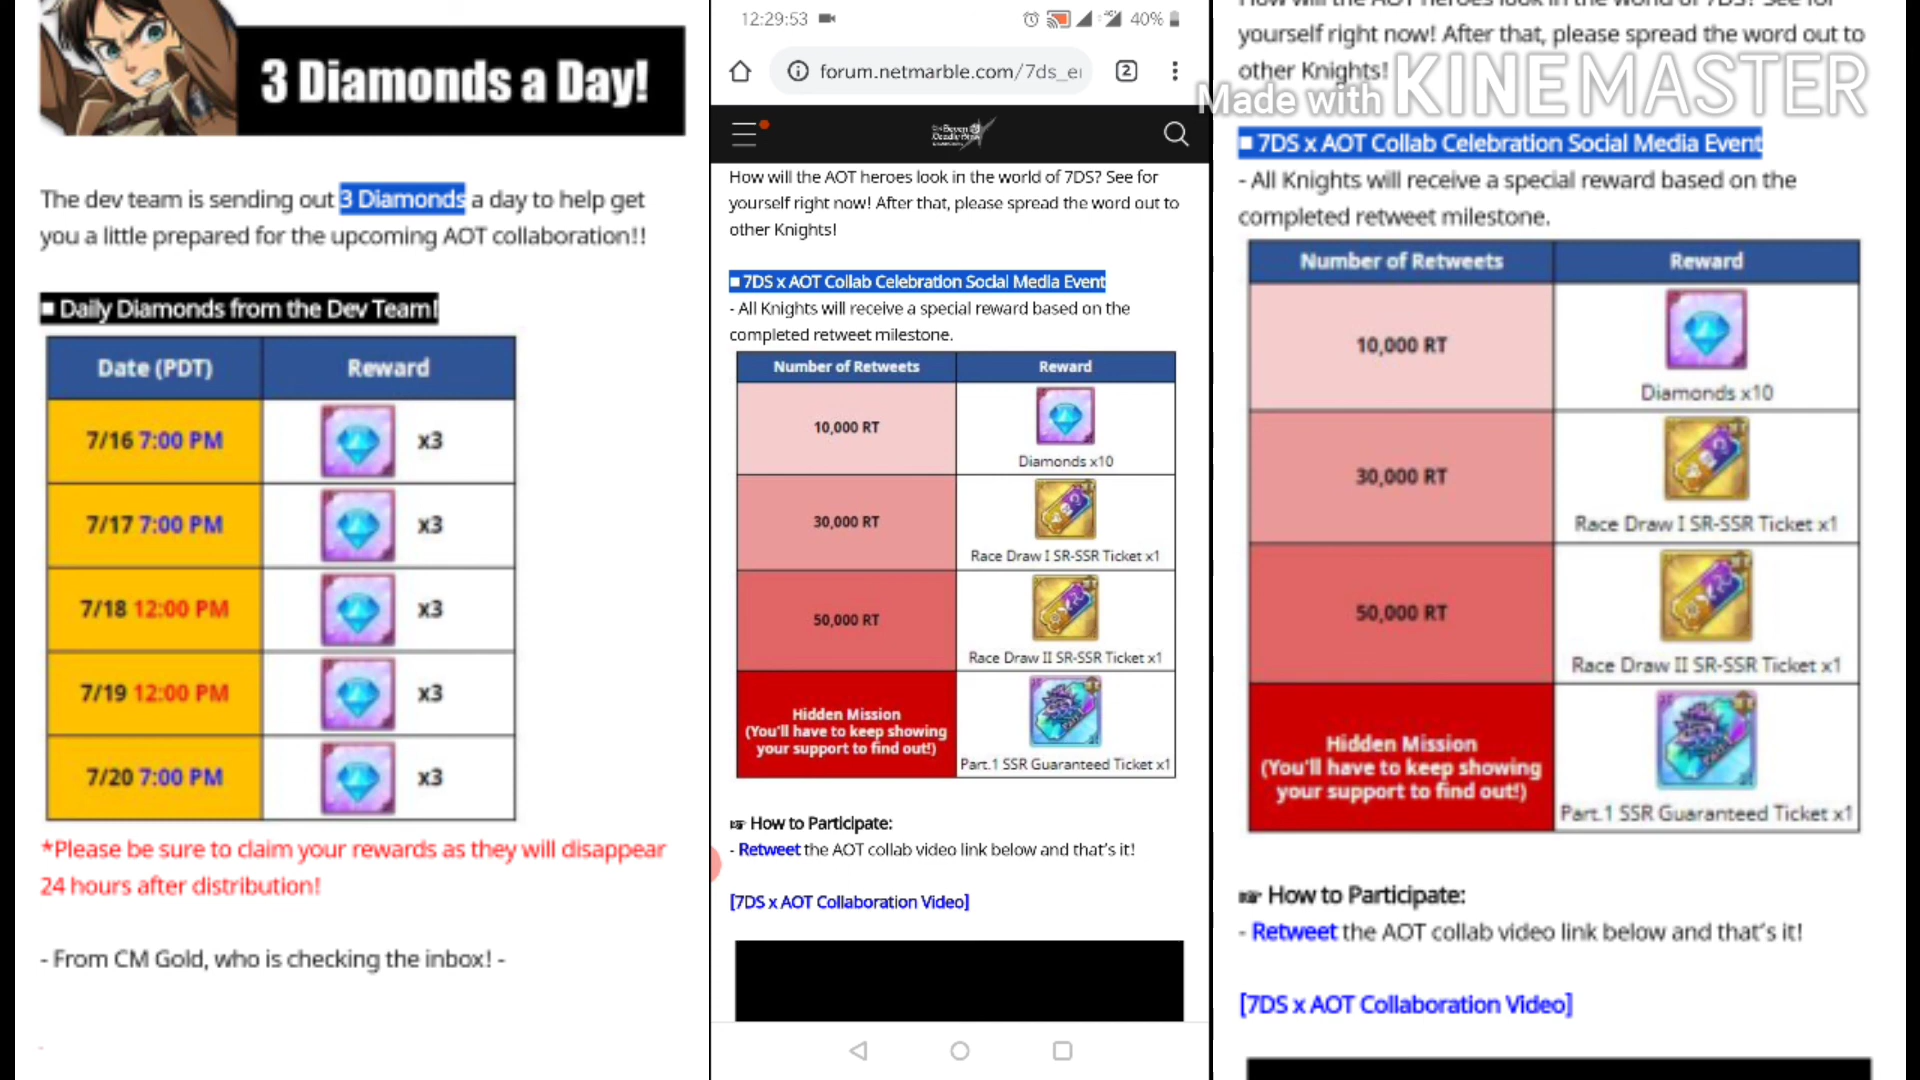 3 Diamonds a Day!
The dev team is sending out 3 Diamonds a day to help get
you a little prepared for the upcoming AOT collaboration!!
■ Daily Diamonds from the Dev Team!
Date (PDT) Reward
7/16 7:00 PM x3
7/17 7:00 PM x3
7/18 12:00 PM x3
7/19 12:00 PM x3
7/20 7:00 PM x3
*Please be sure to claim your rewards as they will disappear
24 hours after distribution!
- From CM Gold, who is checking the inbox! -
12:29:53 40%
forum.netmarble.com/7ds_e 2
How will the AOT heroes look in the world of 7DS? See for
yourself right now! After that, please spread the word out to
other Knights!
■ 7DS x AOT Collab Celebration Social Media Event
- All Knights will receive a special reward based on the
completed retweet milestone.
Number of Retweets Reward
10,000 RT
Diamonds x10
30,000 RT
Race Draw I SR-SSR Ticket x1
50,000 RT
Race Draw II SR-SSR Ticket x1
Hidden Mission
(You'll have to keep showing
your support to find out!)
Part.1 SSR Guaranteed Ticket x1
☞ How to Participate:
- Retweet the AOT collab video link below and that's it!
[7DS x AOT Collaboration Video]
How will the AOT heroes look in the world of 7DS? See for
yourself right now! After that, please spread the word out to
other Knights!
Made with KINEMASTER
■ 7DS x AOT Collab Celebration Social Media Event
- All Knights will receive a special reward based on the
completed retweet milestone.
Number of Retweets Reward
10,000 RT
Diamonds x10
30,000 RT
Race Draw I SR-SSR Ticket x1
50,000 RT
Race Draw II SR-SSR Ticket x1
Hidden Mission
(You'll have to keep showing
your support to find out!)
Part.1 SSR Guaranteed Ticket x1
☞ How to Participate:
- Retweet the AOT collab video link below and that's it!
[7DS x AOT Collaboration Video]